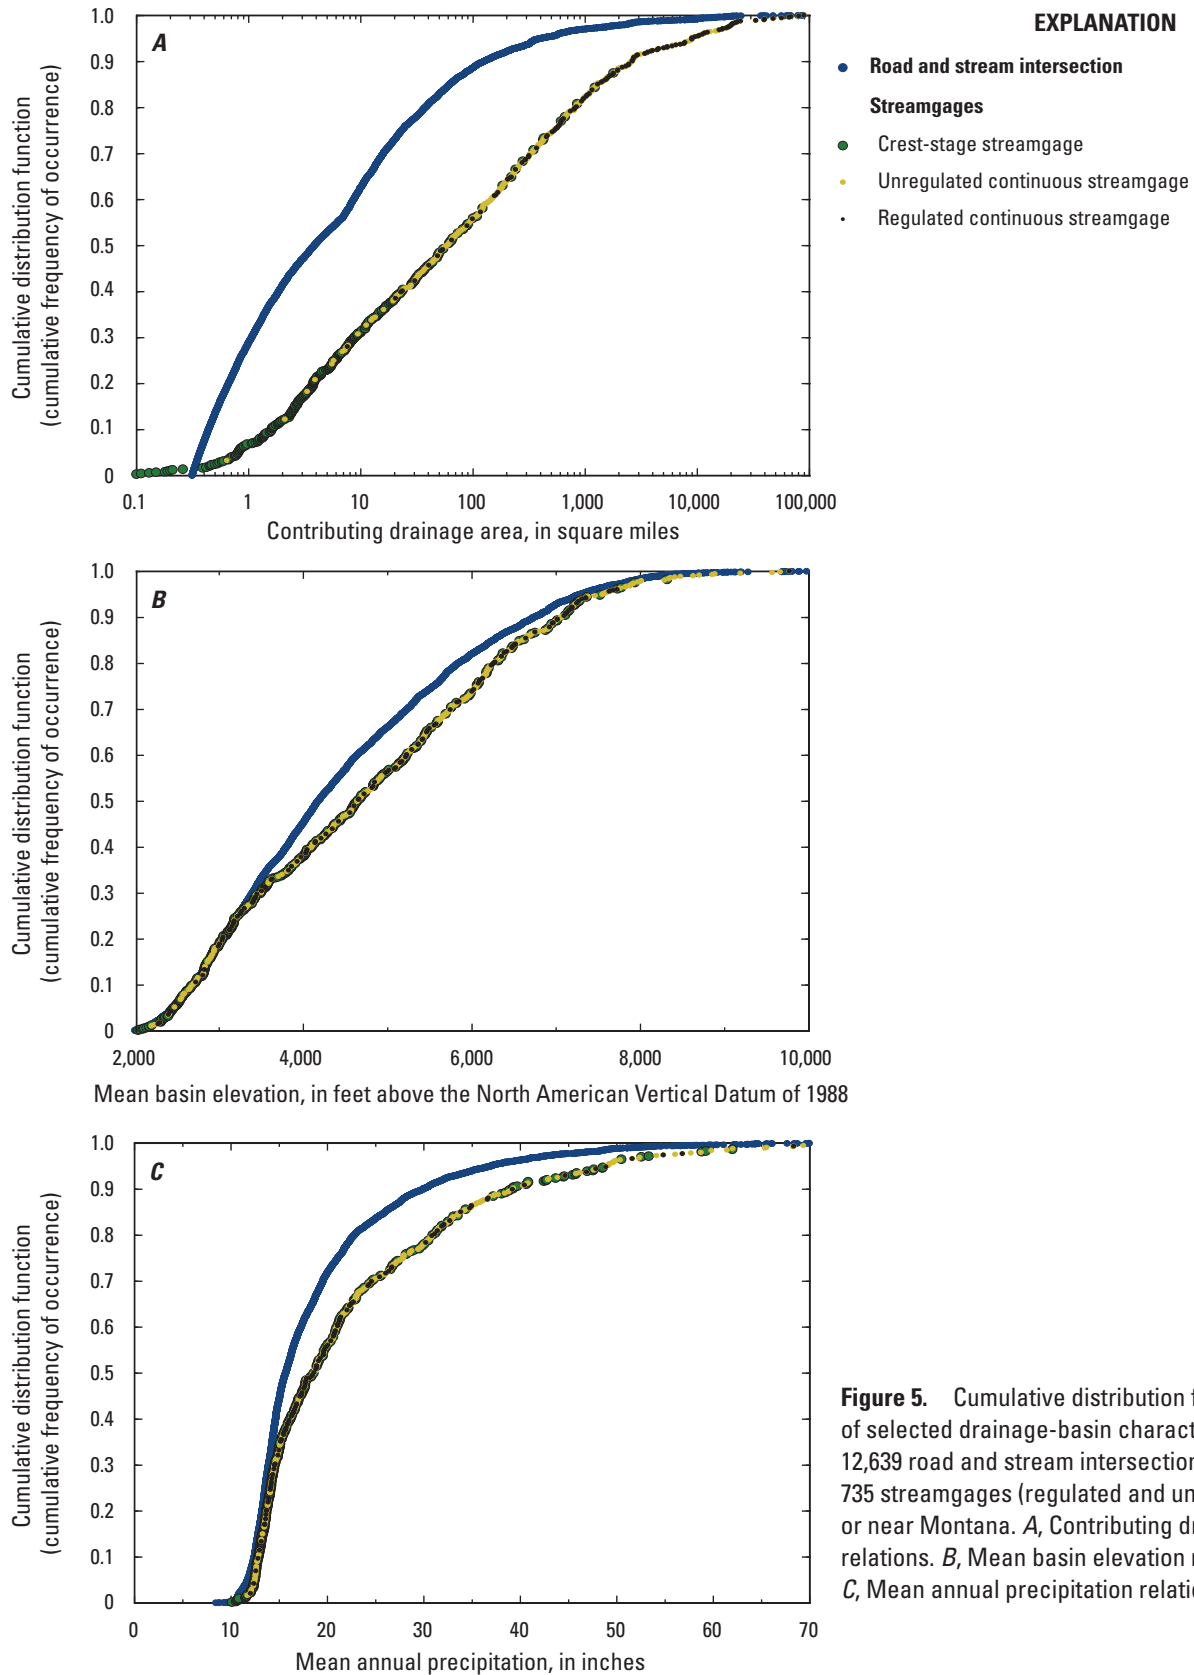 1.0
0.9
0.8
0.7
0.6
0.5
0.4
0.3
0.2
0.1
0
A
Cumulative distribution function
(cumulative frequency of occurrence)
0.1 1 10 100 1,000 10,000 100,000
Contributing drainage area, in square miles
EXPLANATION
Road and stream intersection
Streamgages
Crest-stage streamgage
Unregulated continuous streamgage
Regulated continuous streamgage
1.0
0.9
0.8
0.7
0.6
0.5
0.4
0.3
0.2
0.1
0
B
Cumulative distribution function
(cumulative frequency of occurrence)
2,000 4,000 6,000 8,000 10,000
Mean basin elevation, in feet above the North American Vertical Datum of 1988
1.0
0.9
0.8
0.7
0.6
0.5
0.4
0.3
0.2
0.1
0
C
Cumulative distribution function
(cumulative frequency of occurrence)
0 10 20 30 40 50 60 70
Mean annual precipitation, in inches
Figure 5. Cumulative distribution
of selected drainage-basin
12,639 road and stream
735 streamgages (regulated and
or near Montana. A, Contributing
relations. B, Mean basin elevation
C, Mean annual precipitation